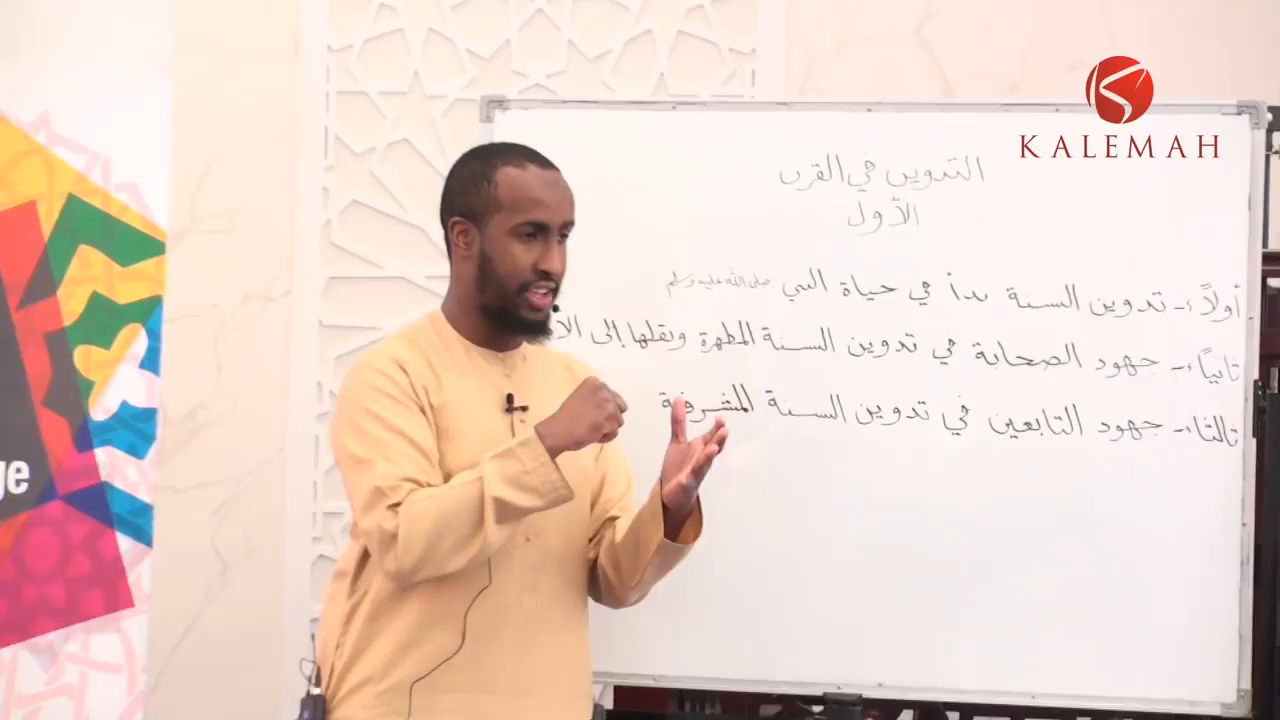 KALEMAH
التدوين في القرن
الأول
أولاً:- تدوين السنة بدأ في حياة النبي صلى الله عليه وسلم
ثانياً:- جهود الصحابة في تدوين السنة المطهرة ونقلها إلى
ثالثا:- جهود التابعين في تدوين السنة المشرفة
ge